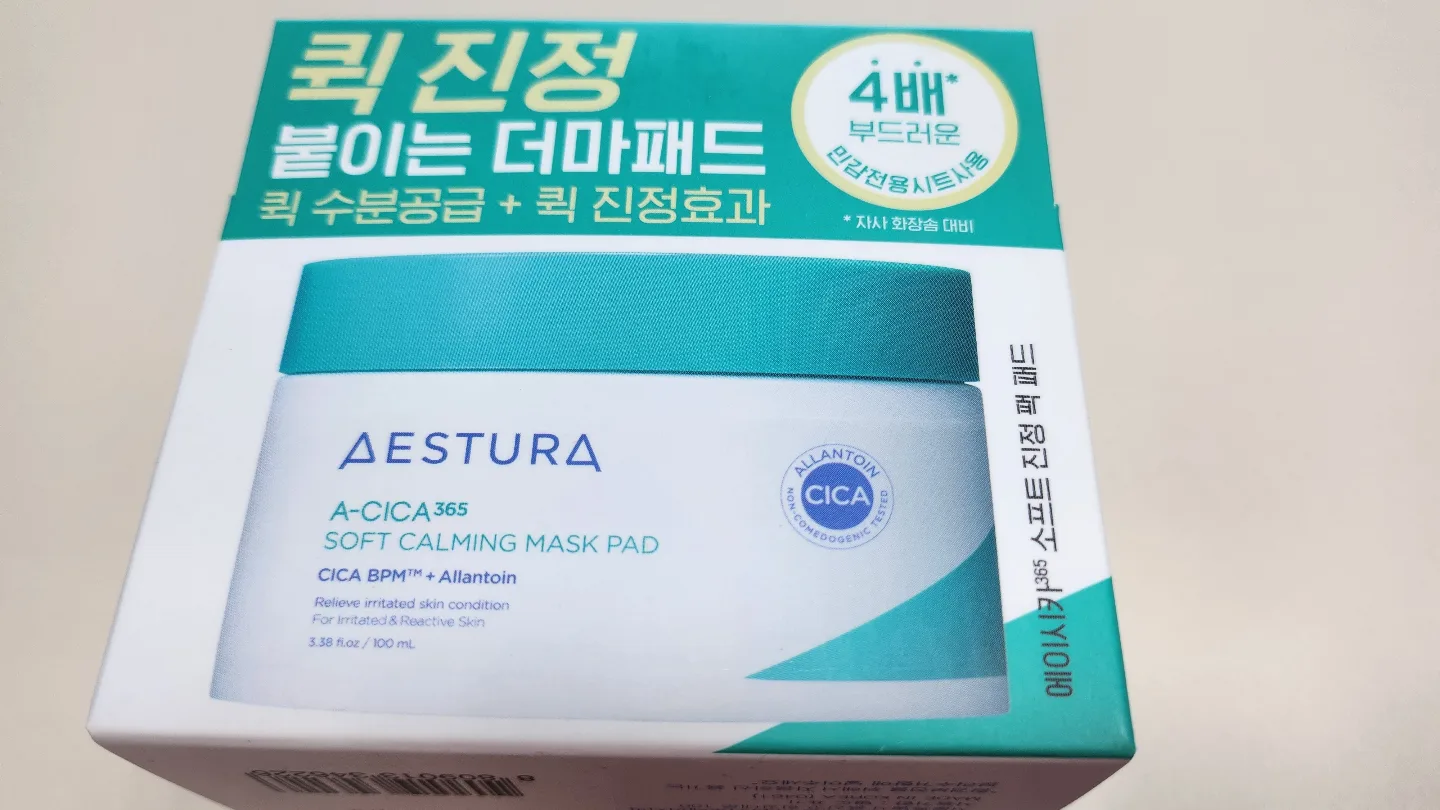 퀵 진정
붙이는 더마패드
퀵 수분공급 + 퀵 진정효과
4배*
부드러운
민감전용시트사용
* 자사 화장솜 대비
AESTURA
A-CICA 365
SOFT CALMING MASK PAD
CICA BPM™ + Allantoin
Relieve irritated skin condition
For Irritated & Reactive Skin
3.38 fl.oz / 100 mL
ALLANTOIN
CICA
NON-COMEDOGENIC TESTED
에이시카365 소프트 진정 퍽 패드